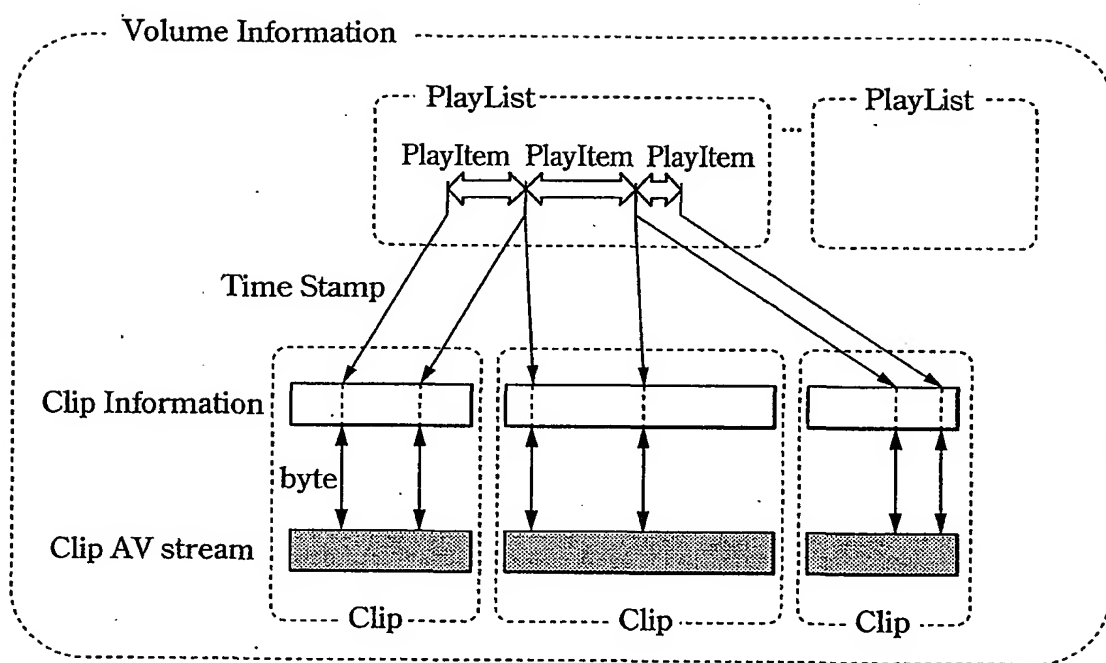 Volume Information
PlayList
PlayList
...
PlayItem PlayItem PlayItem
Time Stamp
Clip Information
byte
Clip AV stream
Clip
Clip
Clip